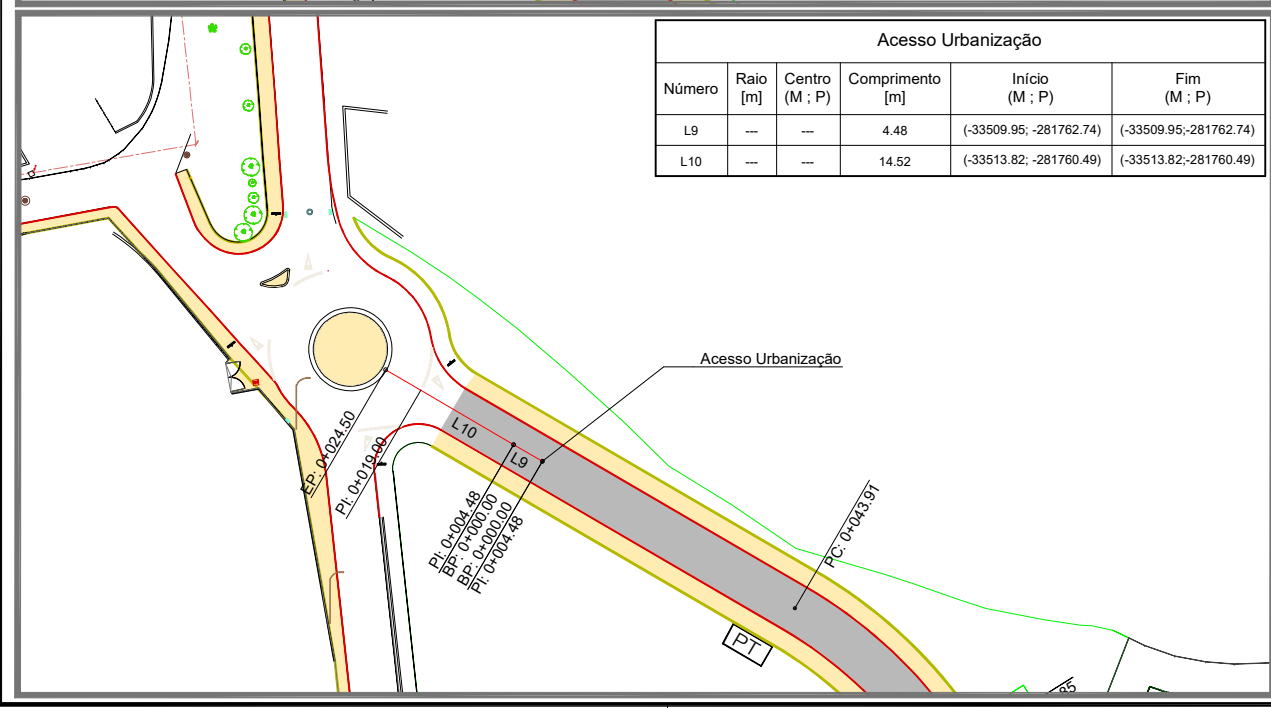 Acesso Urbanização
Número Raio [m] Centro (M ; P) Comprimento [m] Início (M ; P) Fim (M ; P)
L9 --- --- 4.48 (-33509.95; -281762.74) (-33509.95;-281762.74)
L10 --- --- 14.52 (-33513.82; -281760.49) (-33513.82;-281760.49)
Acesso Urbanização
L10
L9
EP: 0+024.50
PI: 0+019.00
PI: 0+004.48
BP: 0+000.00
BP: 0+000.00
PI: 0+004.48
PC: 0+043.91
PT